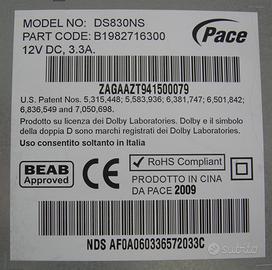 MODEL NO: DS830NS
PART CODE: B1982716300
12V DC, 3.3A.
Pace
ZAGAAZT941500079
U.S. Patent Nos. 5,315,448; 5,583,936; 6,381,747; 6,501,842;
6,836,549 and 7,050,698.
Prodotto su licenza dei Dolby Laboratories. Dolby e il simbolo
della doppia D sono marchi registrati dei Dolby Laboratories.
Uso consentito soltanto in Italia
BEAB
Approved
RoHS Compliant
CE
PRODOTTO IN CINA
DA PACE 2009
NDS AF0A060336572033C
subito